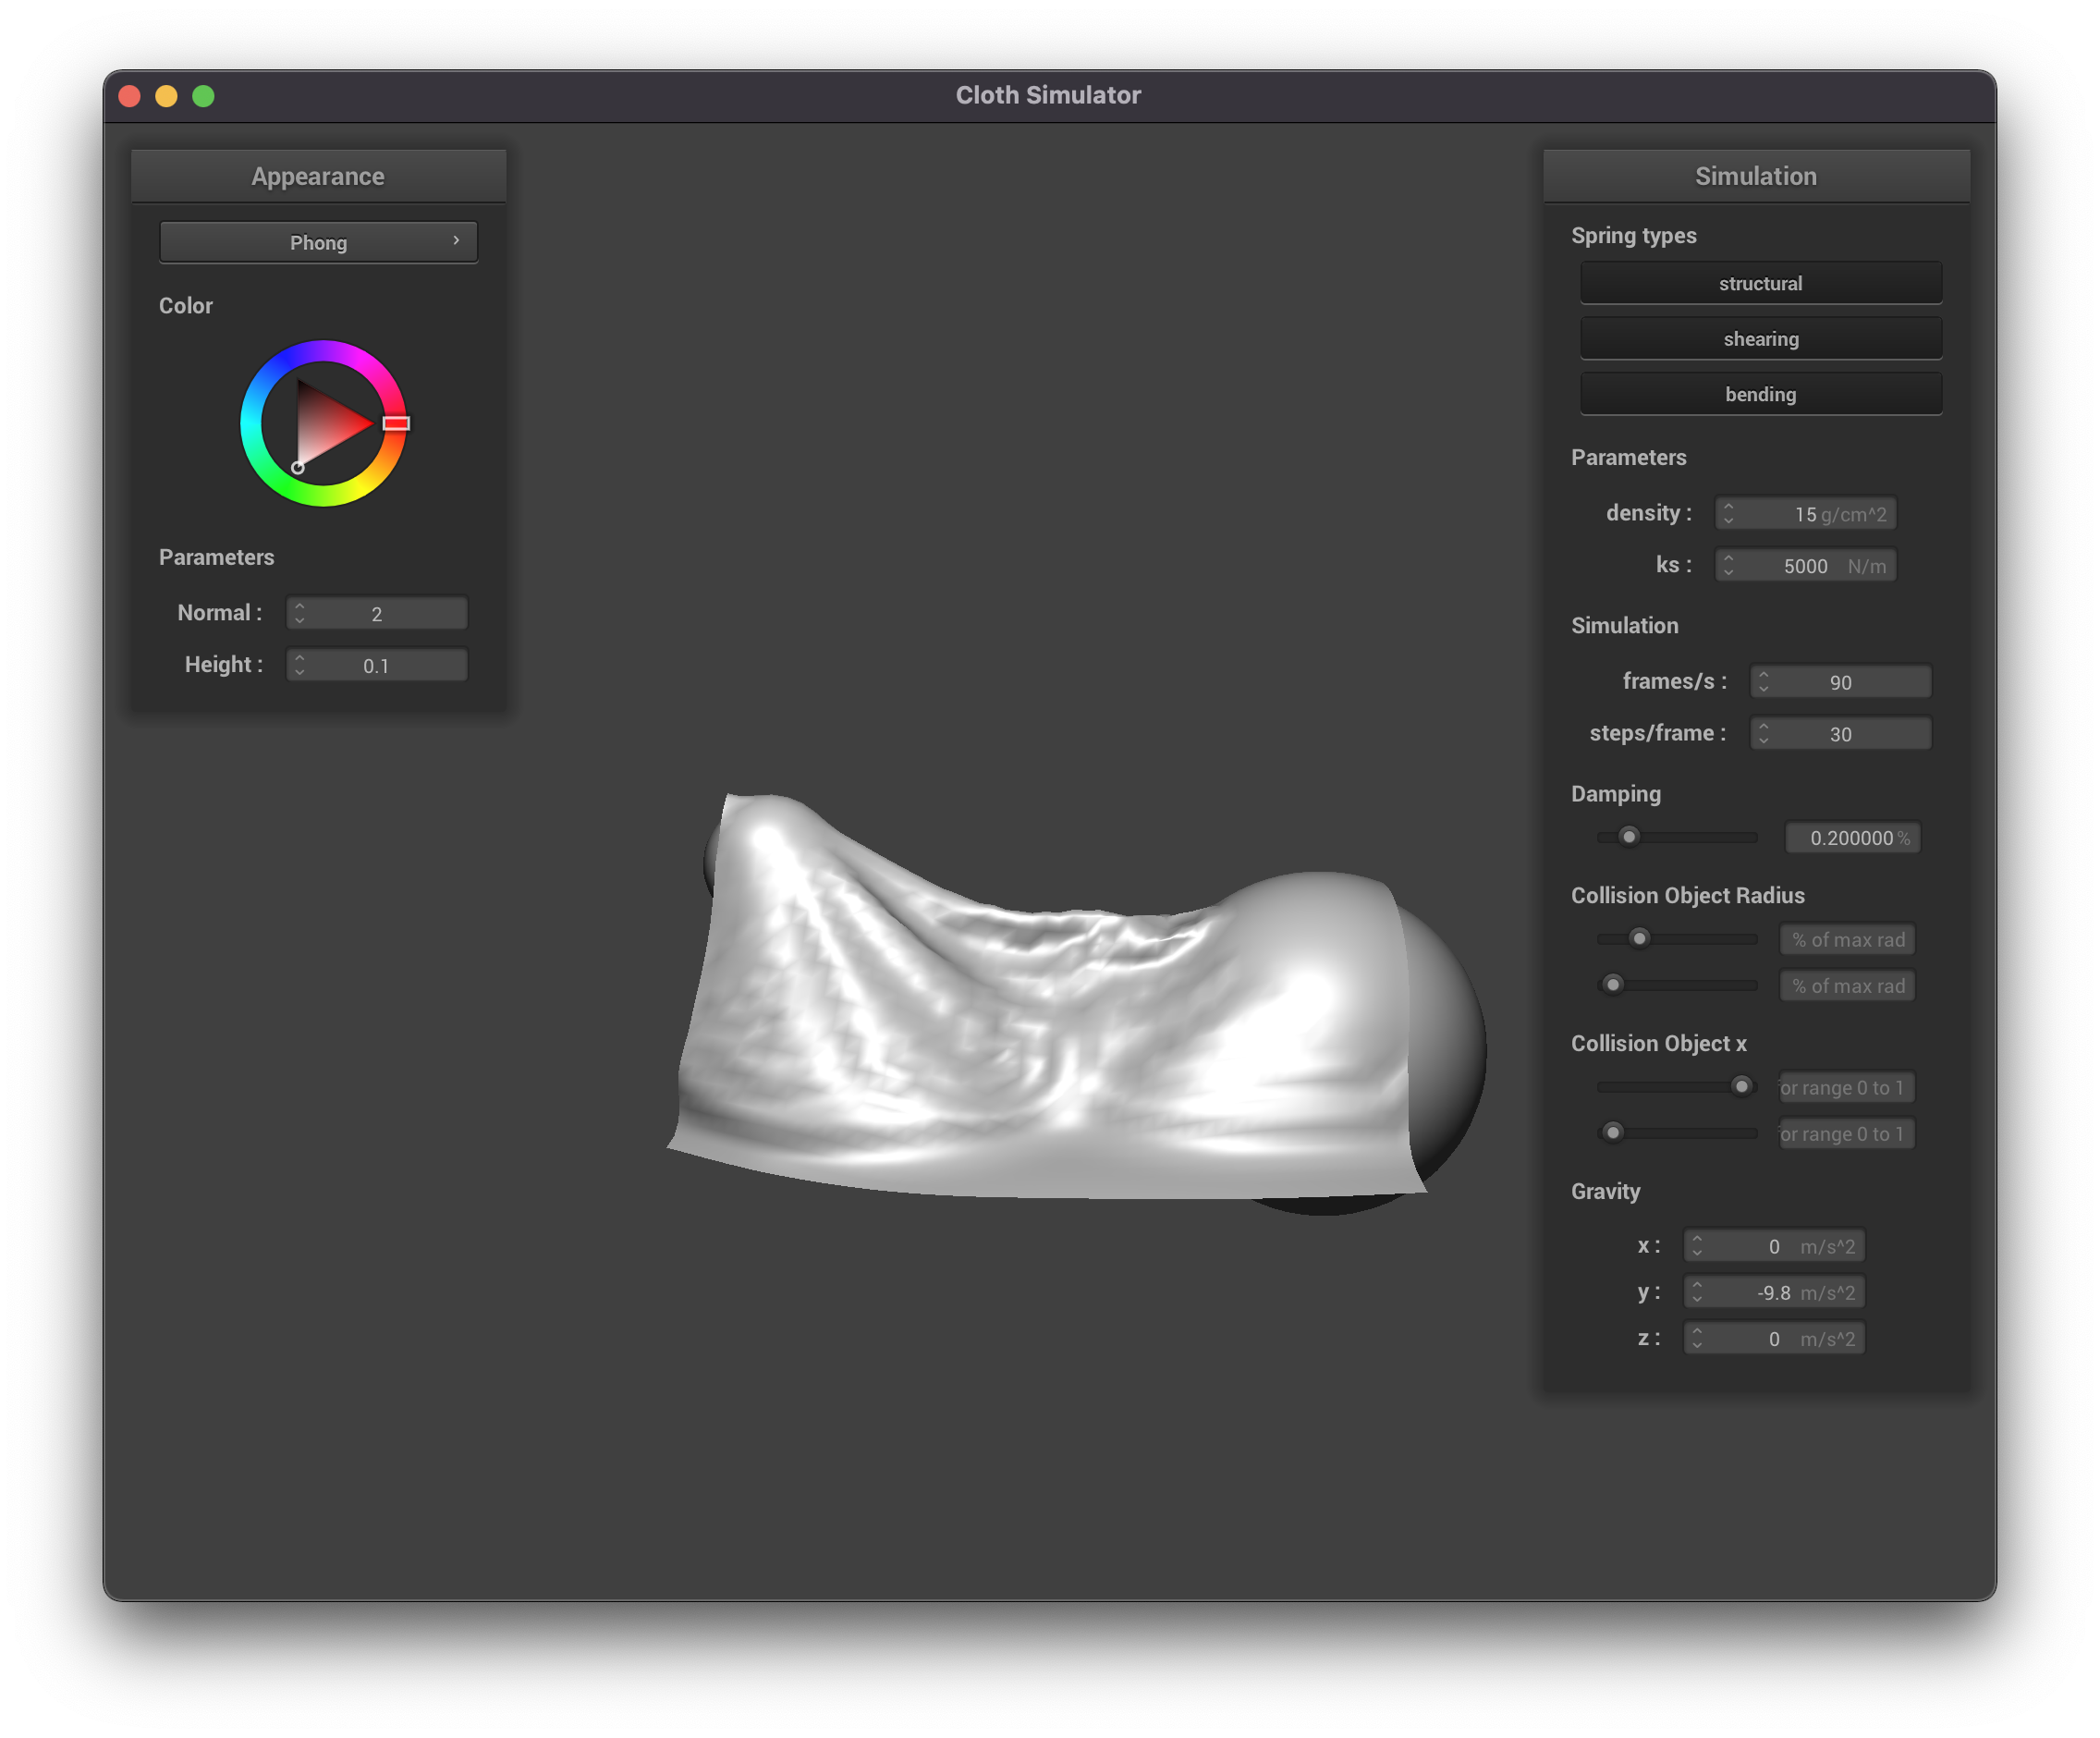 Cloth Simulator
Appearance
Phong
Color
Parameters
Normal : 2
Height : 0.1
Simulation
Spring types
structural
shearing
bending
Parameters
density : 15 g/cm^2
ks : 5000 N/m
Simulation
frames/s : 90
steps/frame : 30
Damping
0.200000 %
Collision Object Radius
% of max rad
% of max rad
Collision Object x
or range 0 to 1
or range 0 to 1
Gravity
x : 0 m/s^2
y : -9.8 m/s^2
z : 0 m/s^2